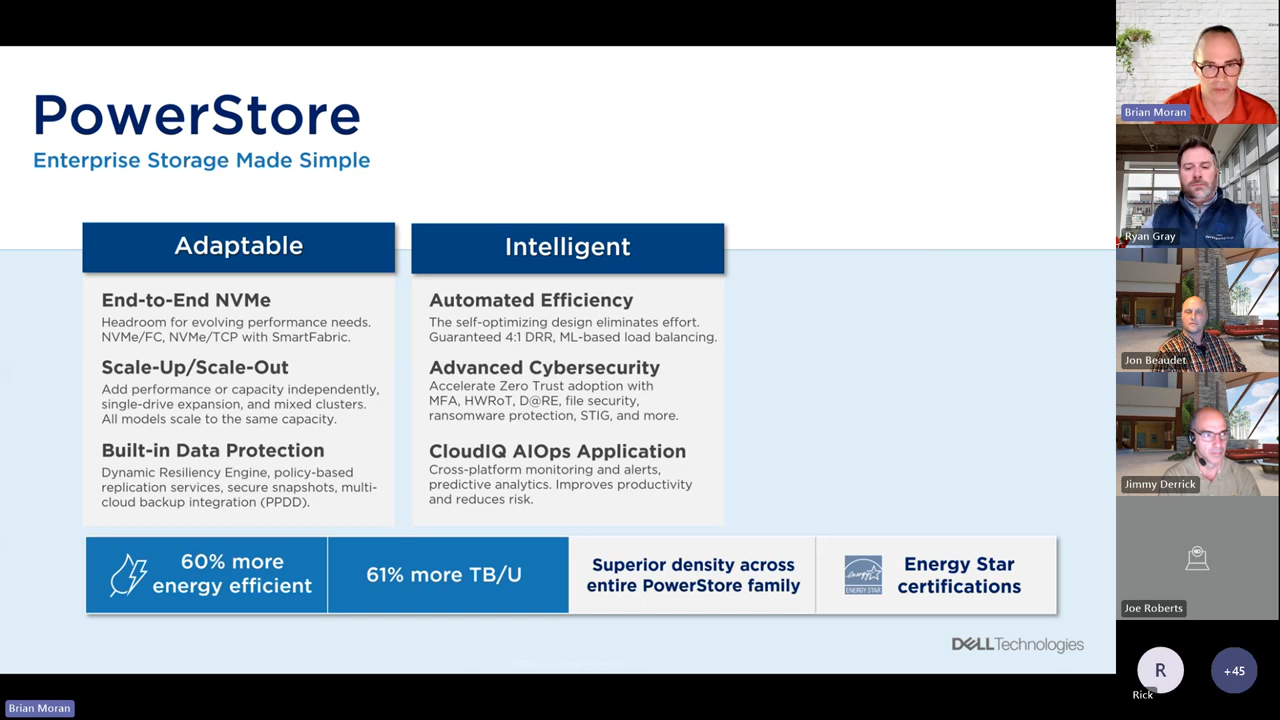 PowerStore
Enterprise Storage Made Simple
Adaptable
End-to-End NVMe
Headroom for evolving performance needs.
NVMe/FC, NVMe/TCP with SmartFabric.
Scale-Up/Scale-Out
Add performance or capacity independently,
single-drive expansion, and mixed clusters.
All models scale to the same capacity.
Built-in Data Protection
Dynamic Resiliency Engine, policy-based
replication services, secure snapshots, multi-
cloud backup integration (PPDD).
Intelligent
Automated Efficiency
The self-optimizing design eliminates effort.
Guaranteed 4:1 DRR, ML-based load balancing.
Advanced Cybersecurity
Accelerate Zero Trust adoption with
MFA, HWRoT, D@RE, file security,
ransomware protection, STIG, and more.
CloudIQ AIOps Application
Cross-platform monitoring and alerts,
predictive analytics. Improves productivity
and reduces risk.
60% more
energy efficient
61% more TB/U
Superior density across
entire PowerStore family
energy
ENERGY STAR
Energy Star
certifications
DELL Technologies
Brian Moran
Brian Moran
Ryan Gray
Jon Beaudet
Jimmy Derrick
Joe Roberts
R
Rick
+45